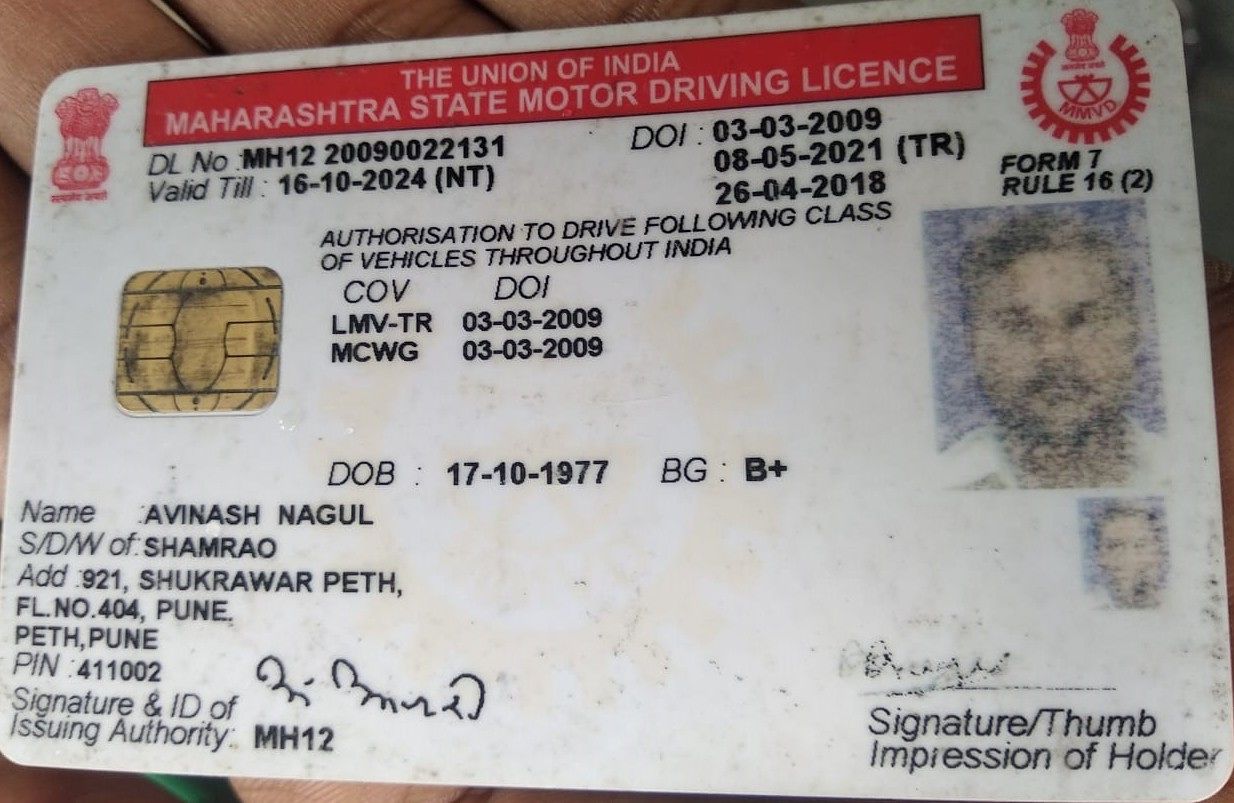 THE UNION OF INDIA
MAHARASHTRA STATE MOTOR DRIVING LICENCE
DL No : MH12 20090022131
DOI : 03-03-2009
Valid Till : 16-10-2024 (NT)
08-05-2021 (TR)
26-04-2018
FORM 7
RULE 16 (2)
MMVD
सत्यमेव जयते
AUTHORISATION TO DRIVE FOLLOWING CLASS
OF VEHICLES THROUGHOUT INDIA
COV DOI
LMV-TR 03-03-2009
MCWG 03-03-2009
DOB : 17-10-1977 BG : B+
Name : AVINASH NAGUL
S/D/W of : SHAMRAO
Add : 921, SHUKRAWAR PETH,
FL.NO.404, PUNE.
PETH,PUNE
PIN : 411002
Signature & ID of
Issuing Authority: MH12
Signature/Thumb
Impression of Holder